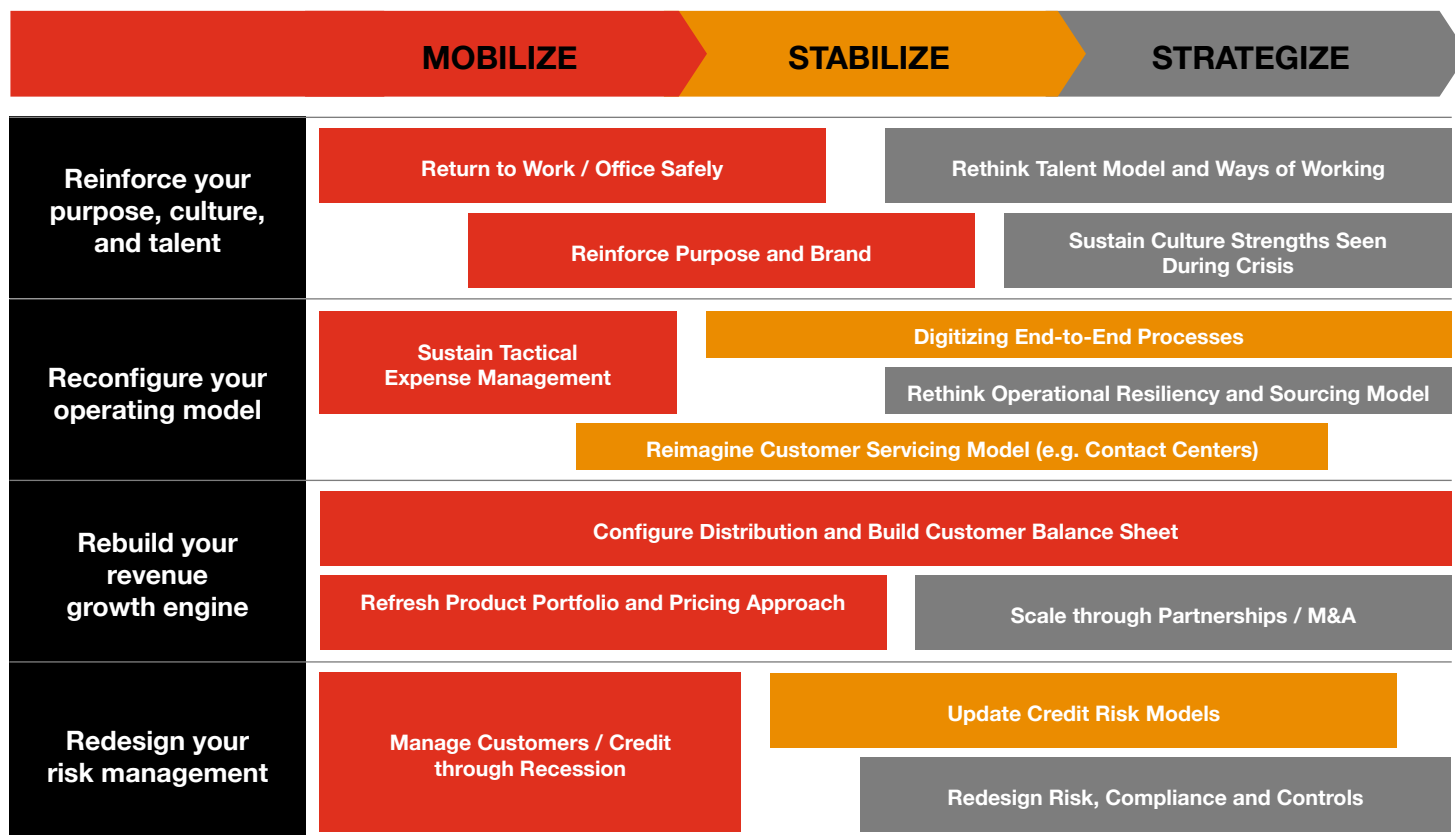 MOBILIZE
STABILIZE
STRATEGIZE
Reinforce your
purpose, culture,
and talent
Return to Work / Office Safely
Rethink Talent Model and Ways of Working
Reinforce Purpose and Brand
Sustain Culture Strengths Seen
During Crisis
Reconfigure your
operating model
Sustain Tactical
Expense Management
Digitizing End-to-End Processes
Rethink Operational Resiliency and Sourcing Model
Reimagine Customer Servicing Model (e.g. Contact Centers)
Rebuild your
revenue
growth engine
Configure Distribution and Build Customer Balance Sheet
Refresh Product Portfolio and Pricing Approach
Scale through Partnerships / M&A
Redesign your
risk management
Manage Customers / Credit
through Recession
Update Credit Risk Models
Redesign Risk, Compliance and Controls